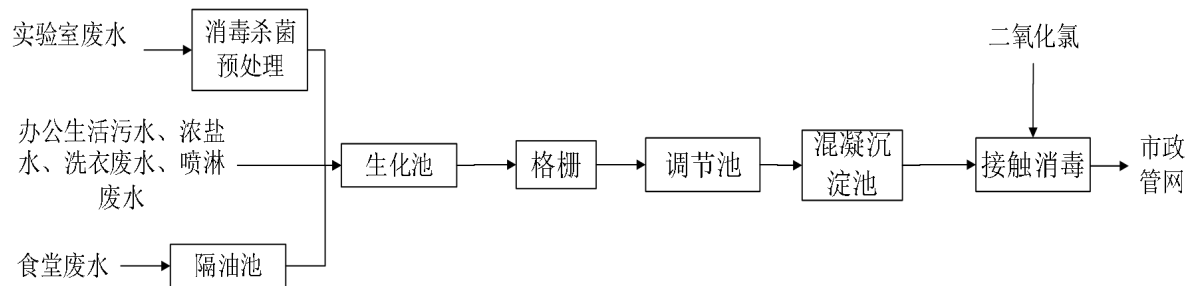 实验室废水
消毒杀菌
预处理
二氧化氯
办公生活污水、浓盐
水、洗衣废水、喷淋
废水
生化池
格栅
调节池
混凝沉
淀池
接触消毒
市政
管网
食堂废水
隔油池